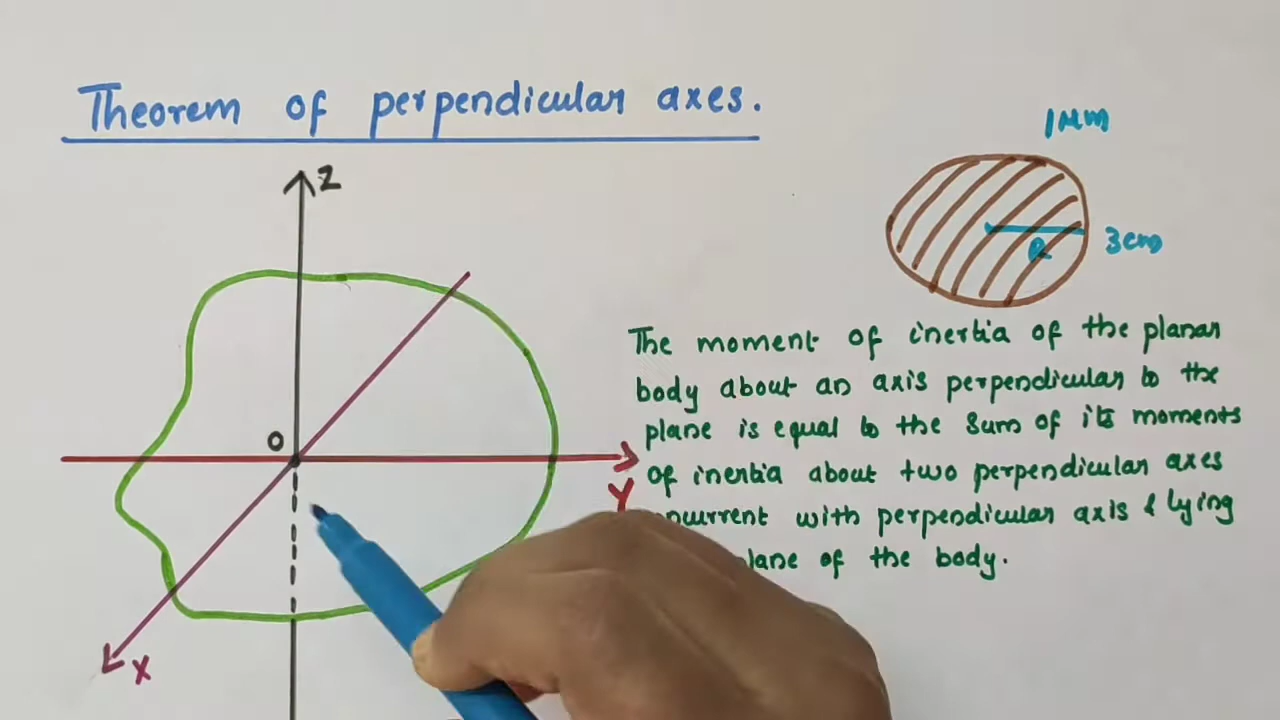 Theorem of perpendicular axes.
1mm
Z
R
3cm
The moment of inertia of the planar
body about an axis perpendicular to the
plane is equal to the sum of its moments
O
of inertia about two perpendicular axes
Y
with perpendicular axis & lying
of the body.
X